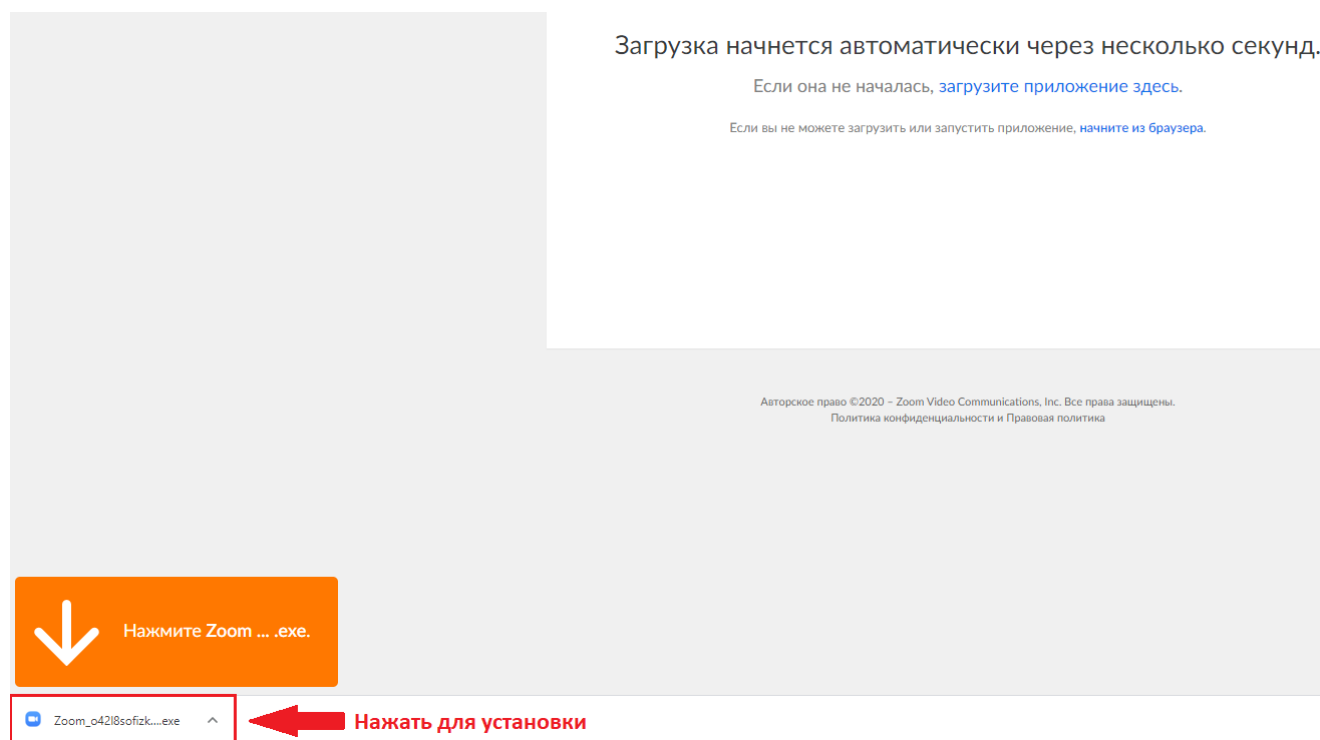 Загрузка начнется автоматически через несколько секунд.
Если она не началась, загрузите приложение здесь.
Если вы не можете загрузить или запустить приложение, начните из браузера.
Авторское право ©2020 – Zoom Video Communications, Inc. Все права защищены.
Политика конфиденциальности и Правовая политика
Нажмите Zoom ... .exe.
Zoom_o42l8sofizk....exe
Нажать для установки